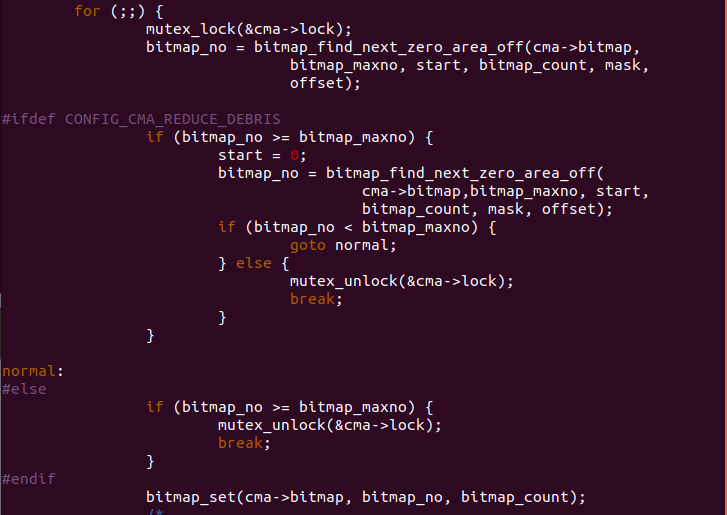 for (;;) {
mutex_lock(&cma->lock);
bitmap_no = bitmap_find_next_zero_area_off(cma->bitmap,
bitmap_maxno, start, bitmap_count, mask,
offset);
#ifdef CONFIG_CMA_REDUCE_DEBRIS
if (bitmap_no >= bitmap_maxno) {
start = 0;
bitmap_no = bitmap_find_next_zero_area_off(
cma->bitmap,bitmap_maxno, start,
bitmap_count, mask, offset);
if (bitmap_no < bitmap_maxno) {
goto normal;
} else {
mutex_unlock(&cma->lock);
break;
}
}
normal:
#else
if (bitmap_no >= bitmap_maxno) {
mutex_unlock(&cma->lock);
break;
}
#endif
bitmap_set(cma->bitmap, bitmap_no, bitmap_count);
/*